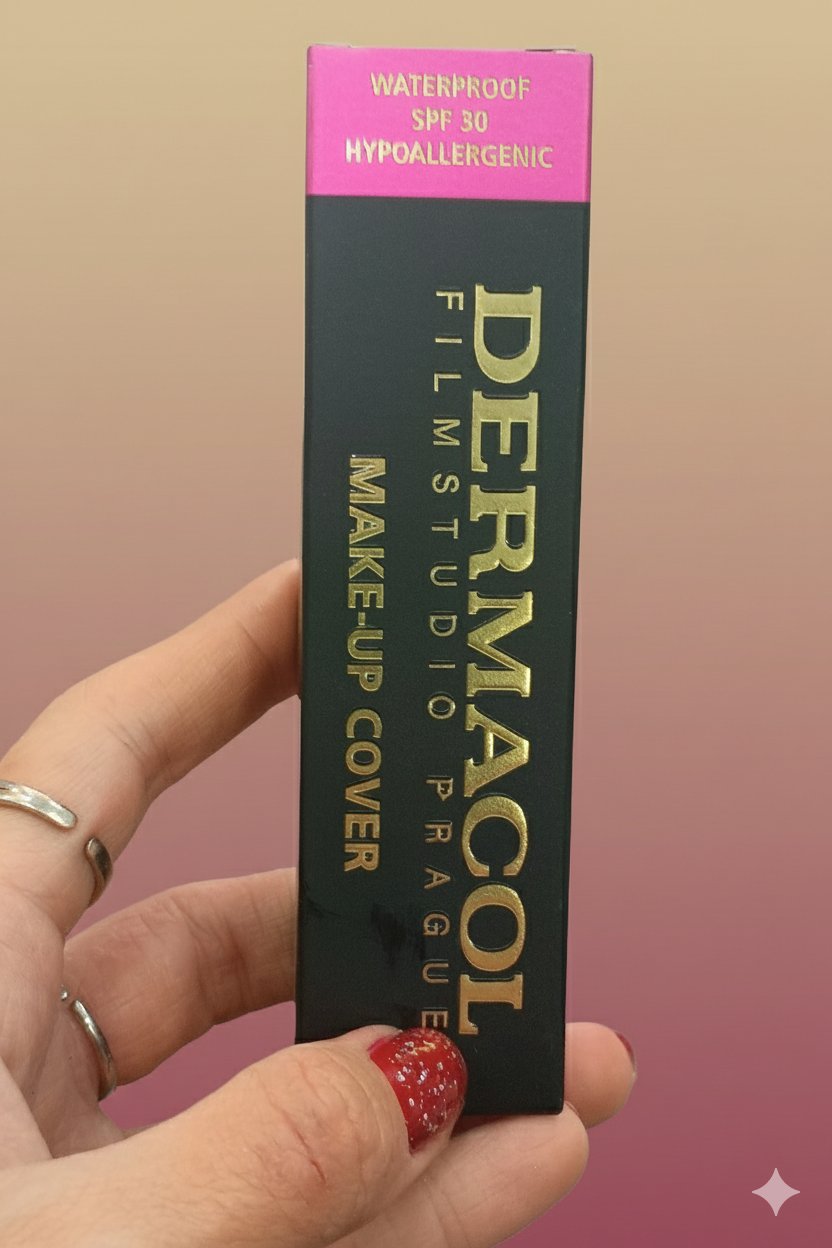 WATERPROOF
SPF 30
HYPOALLERGENIC
DERMACOL
FILMSTUDIO PRAGUE
MAKE-UP COVER